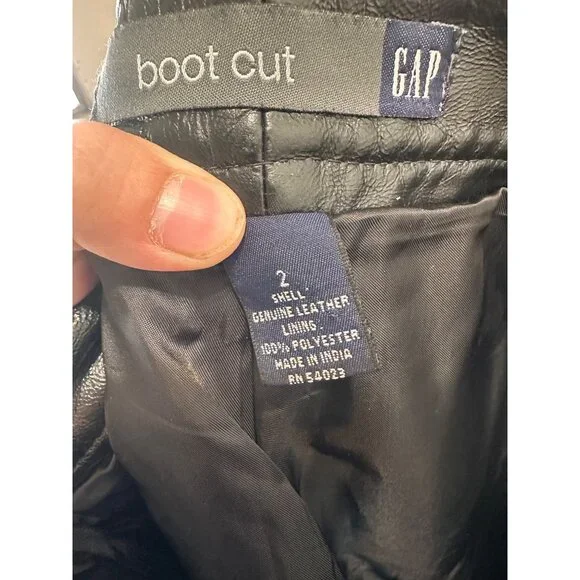 boot cut GAP
2
SHELL
GENUINE LEATHER
LINING
100% POLYESTER
MADE IN INDIA
RN 54023